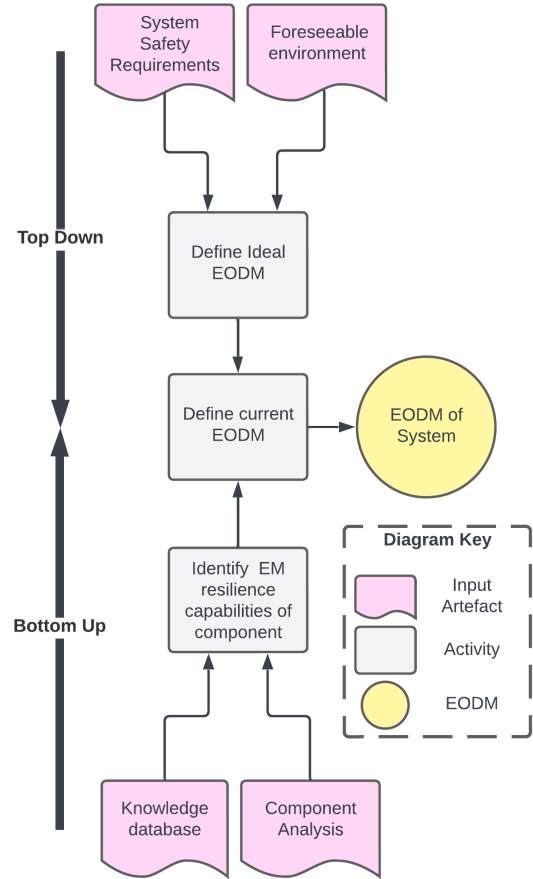 System
Safety
Requirements
Foreseeable
environment
Top Down
Define Ideal
EODM
Define current
EODM
EODM of
System
Diagram Key
Input
Artefact
Activity
EODM
Identify EM
resilience
capabilities of
component
Bottom Up
Knowledge
database
Component
Analysis